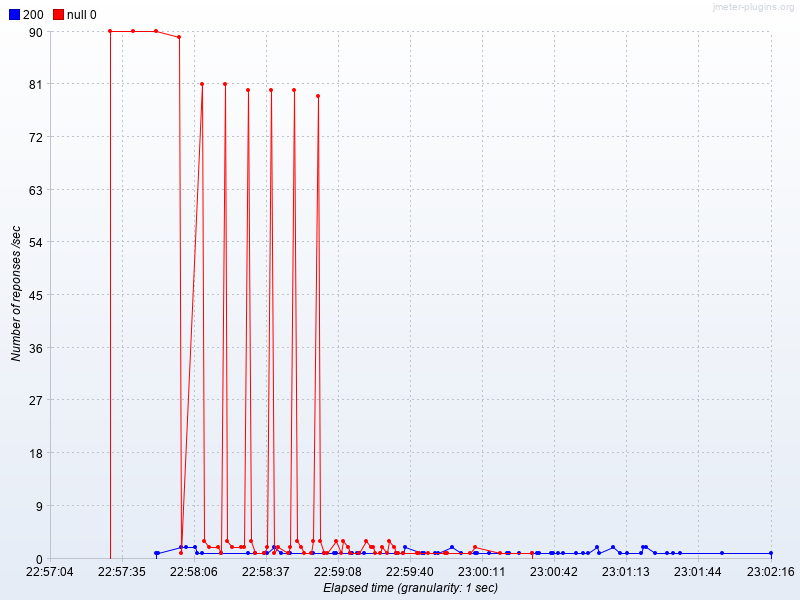 jmeter-plugins.org
200 null 0
90
81
72
63
54
45
36
27
18
9
0
Number of reponses /sec
22:57:04 22:57:35 22:58:06 22:58:37 22:59:08 22:59:40 23:00:11 23:00:42 23:01:13 23:01:44 23:02:16
Elapsed time (granularity: 1 sec)